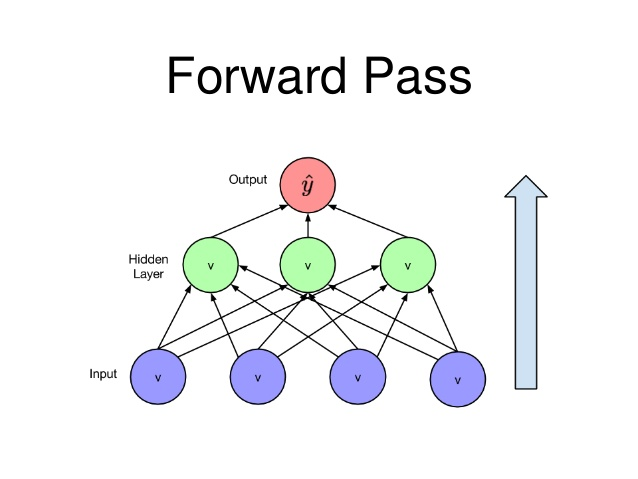 Forward Pass
Output
ŷ
Hidden
Layer
v
v
v
Input
v
v
v
v